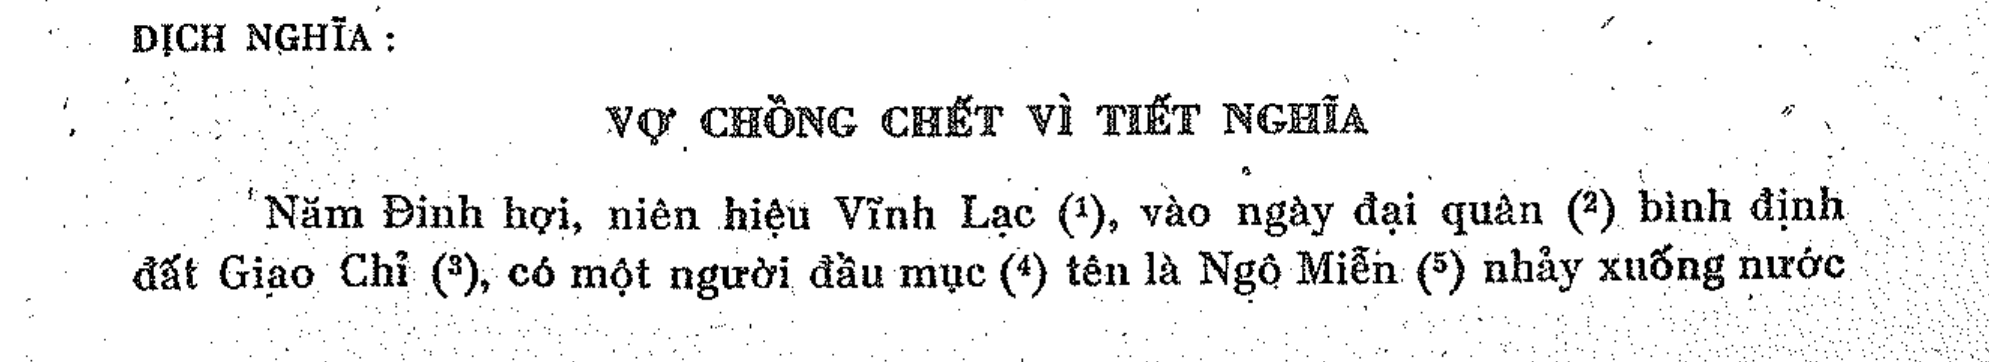 DỊCH NGHĨA :
VỢ CHỒNG CHẾT VÌ TIẾT NGHĨA
Năm Đinh hợi, niên hiệu Vĩnh Lạc (¹), vào ngày đại quân (²) bình định
đất Giao Chỉ (³), có một người đầu mục (⁴) tên là Ngô Miễn (⁵) nhảy xuống nước